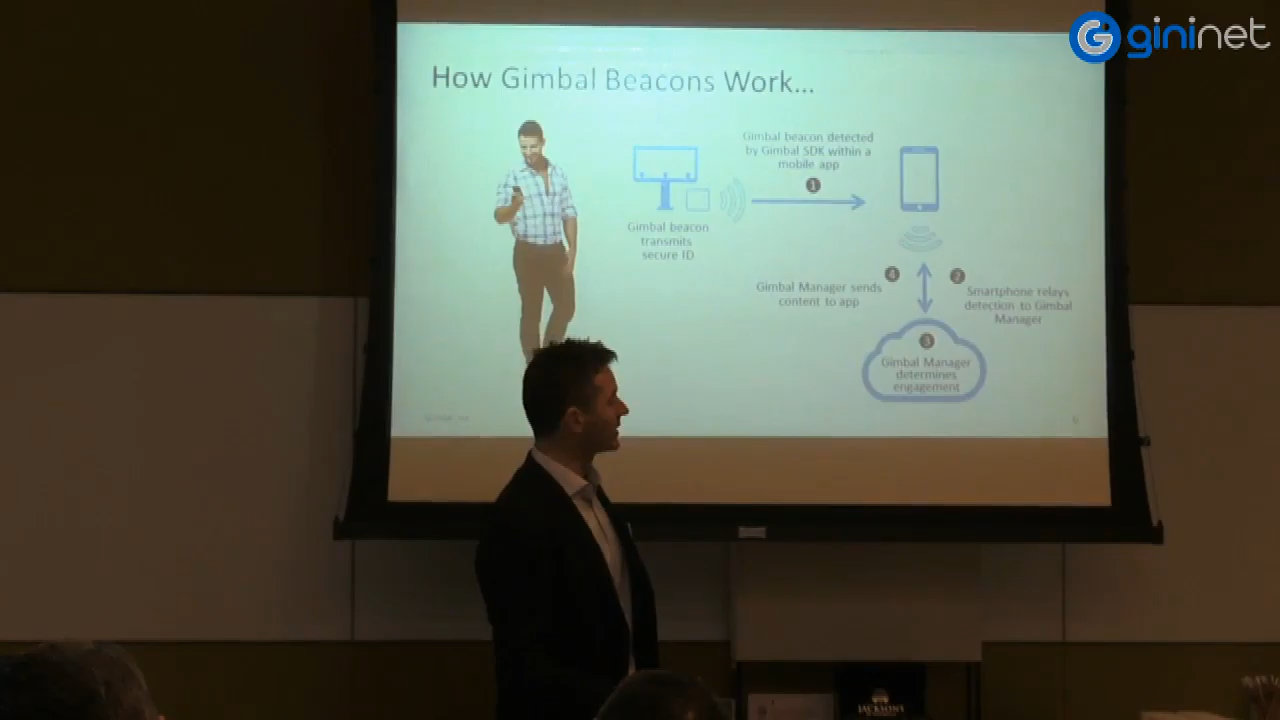 gininet
How Gimbal Beacons Work...
Gimbal beacon detected
by Gimbal SDK within a
mobile app
1
Gimbal beacon
transmits
secure ID
4
2
Gimbal Manager sends
content to app
Smartphone relays
detection to Gimbal
Manager
3
Gimbal Manager
determines
engagement
JACKSONS